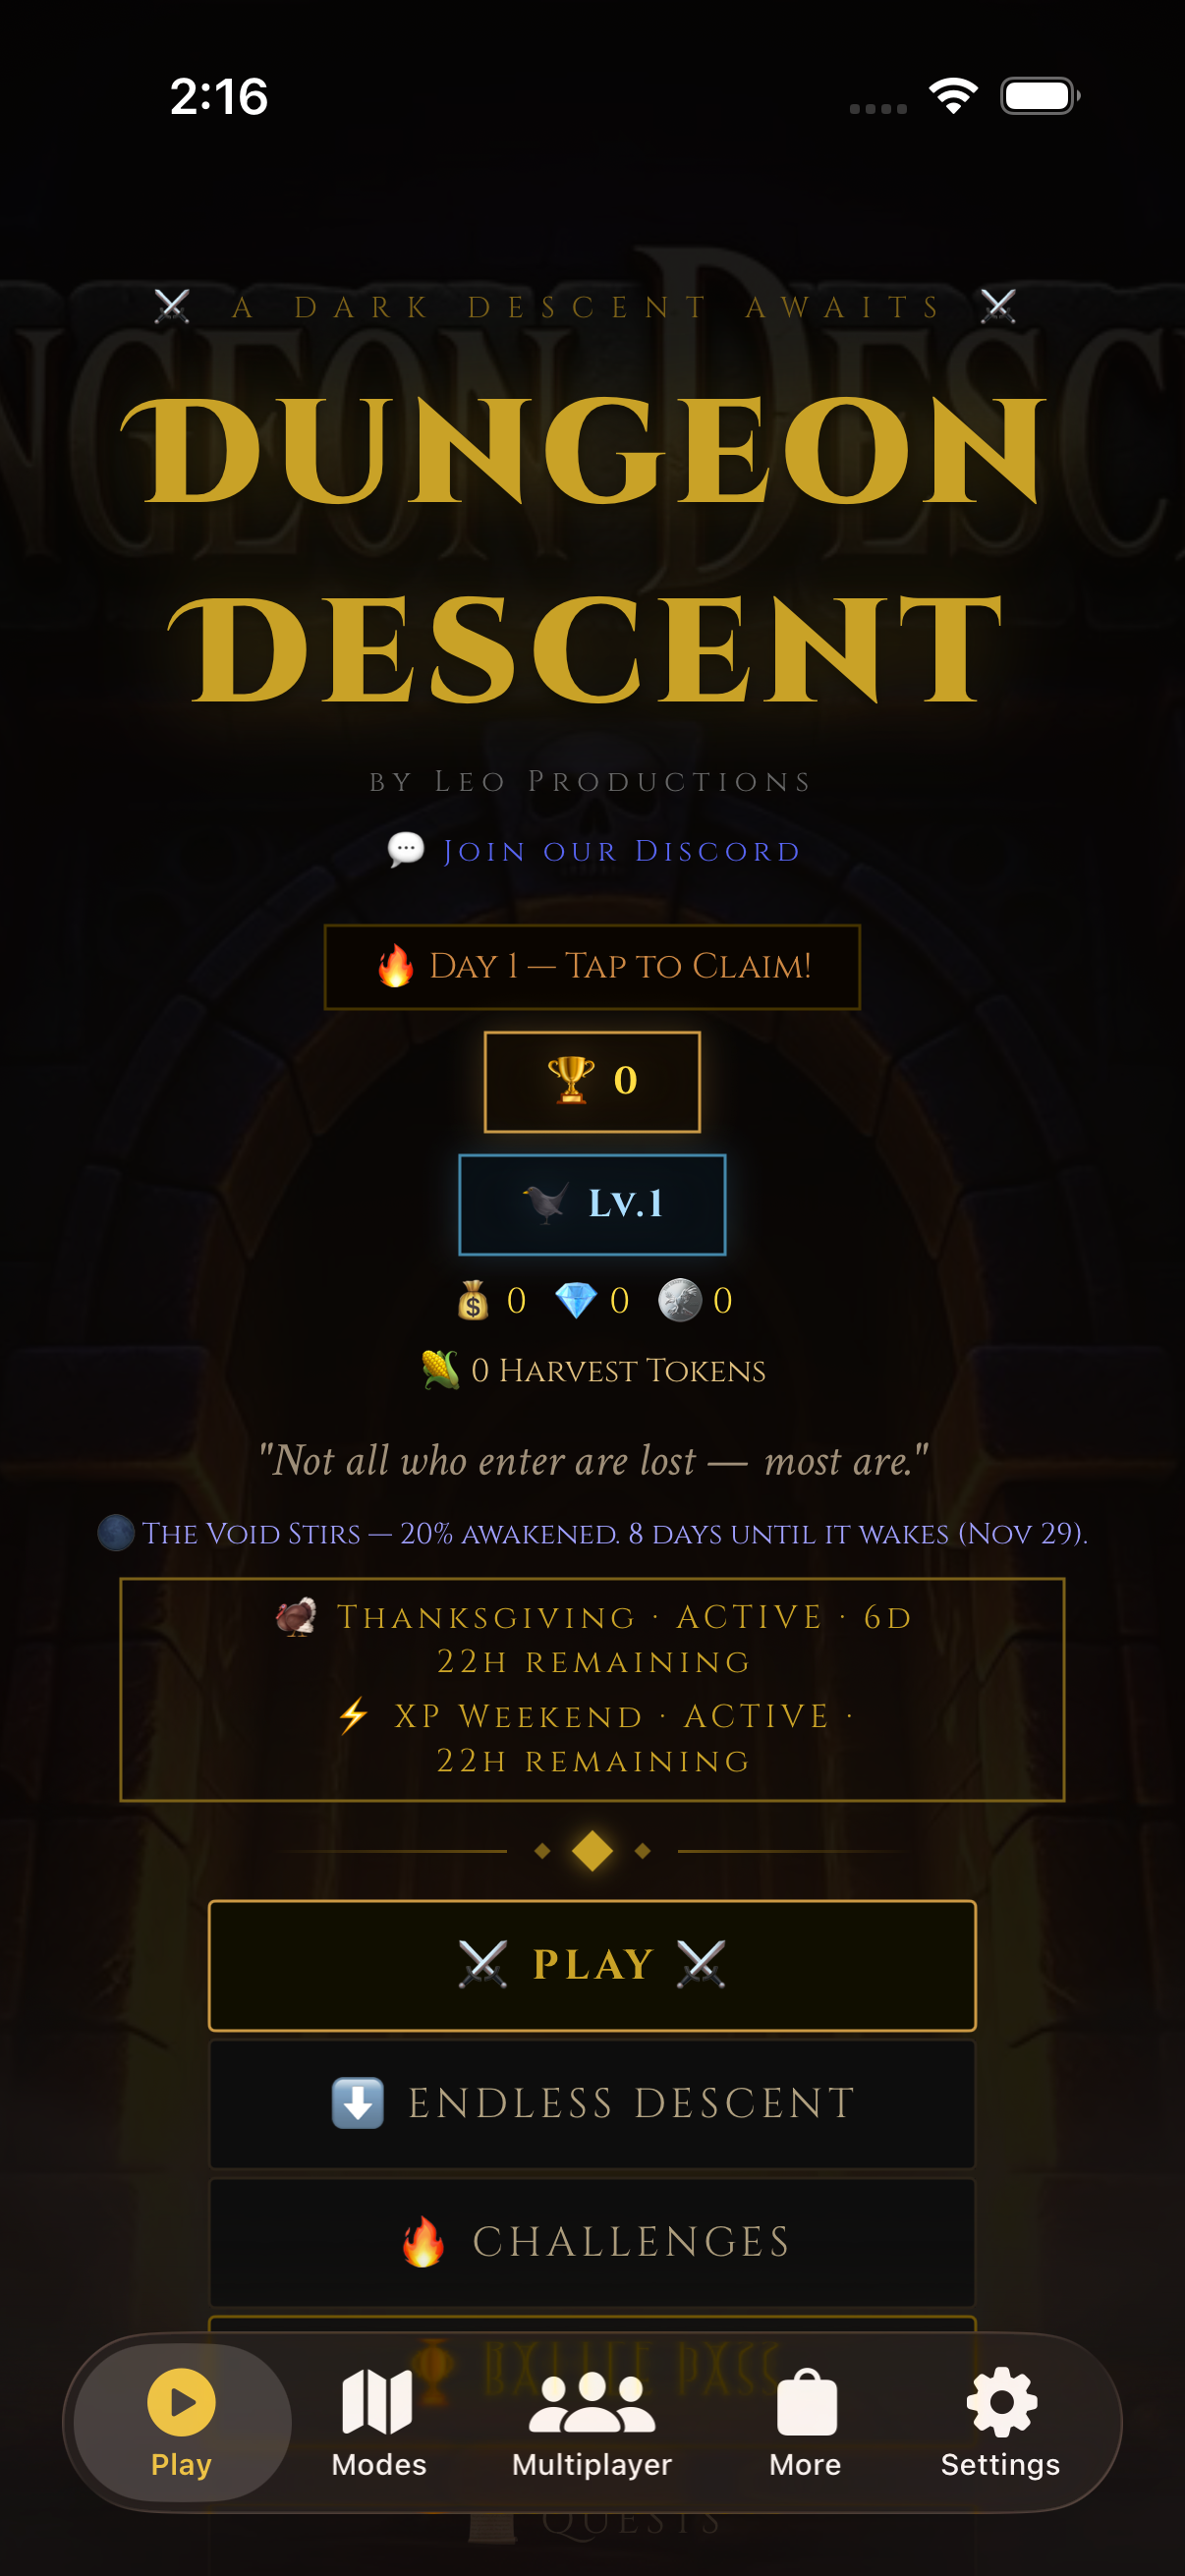 2:16
⚔️ A DARK DESCENT AWAITS ⚔️
DUNGEON
DESCENT
BY LEO PRODUCTIONS
💬 JOIN OUR DISCORD
🔥 DAY 1 — TAP TO CLAIM!
🏆 0
🐦‍⬛ LV.1
💰 0 💎 0 🪙 0
🌽 0 HARVEST TOKENS
"Not all who enter are lost — most are."
🌑 THE VOID STIRS — 20% AWAKENED. 8 DAYS UNTIL IT WAKES (NOV 29).
🦃 THANKSGIVING · ACTIVE · 6D
22H REMAINING
⚡ XP WEEKEND · ACTIVE ·
22H REMAINING
⚔️ PLAY ⚔️
⬇️ ENDLESS DESCENT
🔥 CHALLENGES
🏆 BATTLE PASS
Play Modes Multiplayer More Settings
QUESTS